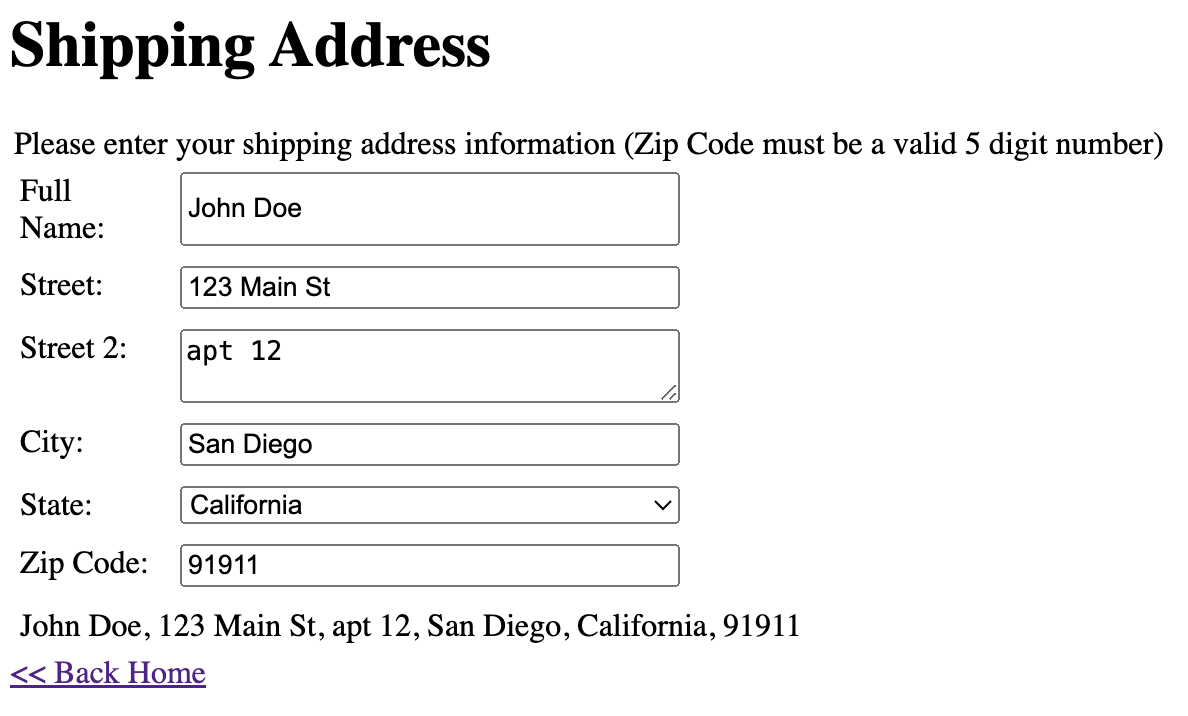 Shipping Address
Please enter your shipping address information (Zip Code must be a valid 5 digit number)
Full
Name:
John Doe
Street:
123 Main St
Street 2:
apt 12
City:
San Diego
State:
California
Zip Code:
91911
John Doe, 123 Main St, apt 12, San Diego, California, 91911
<< Back Home